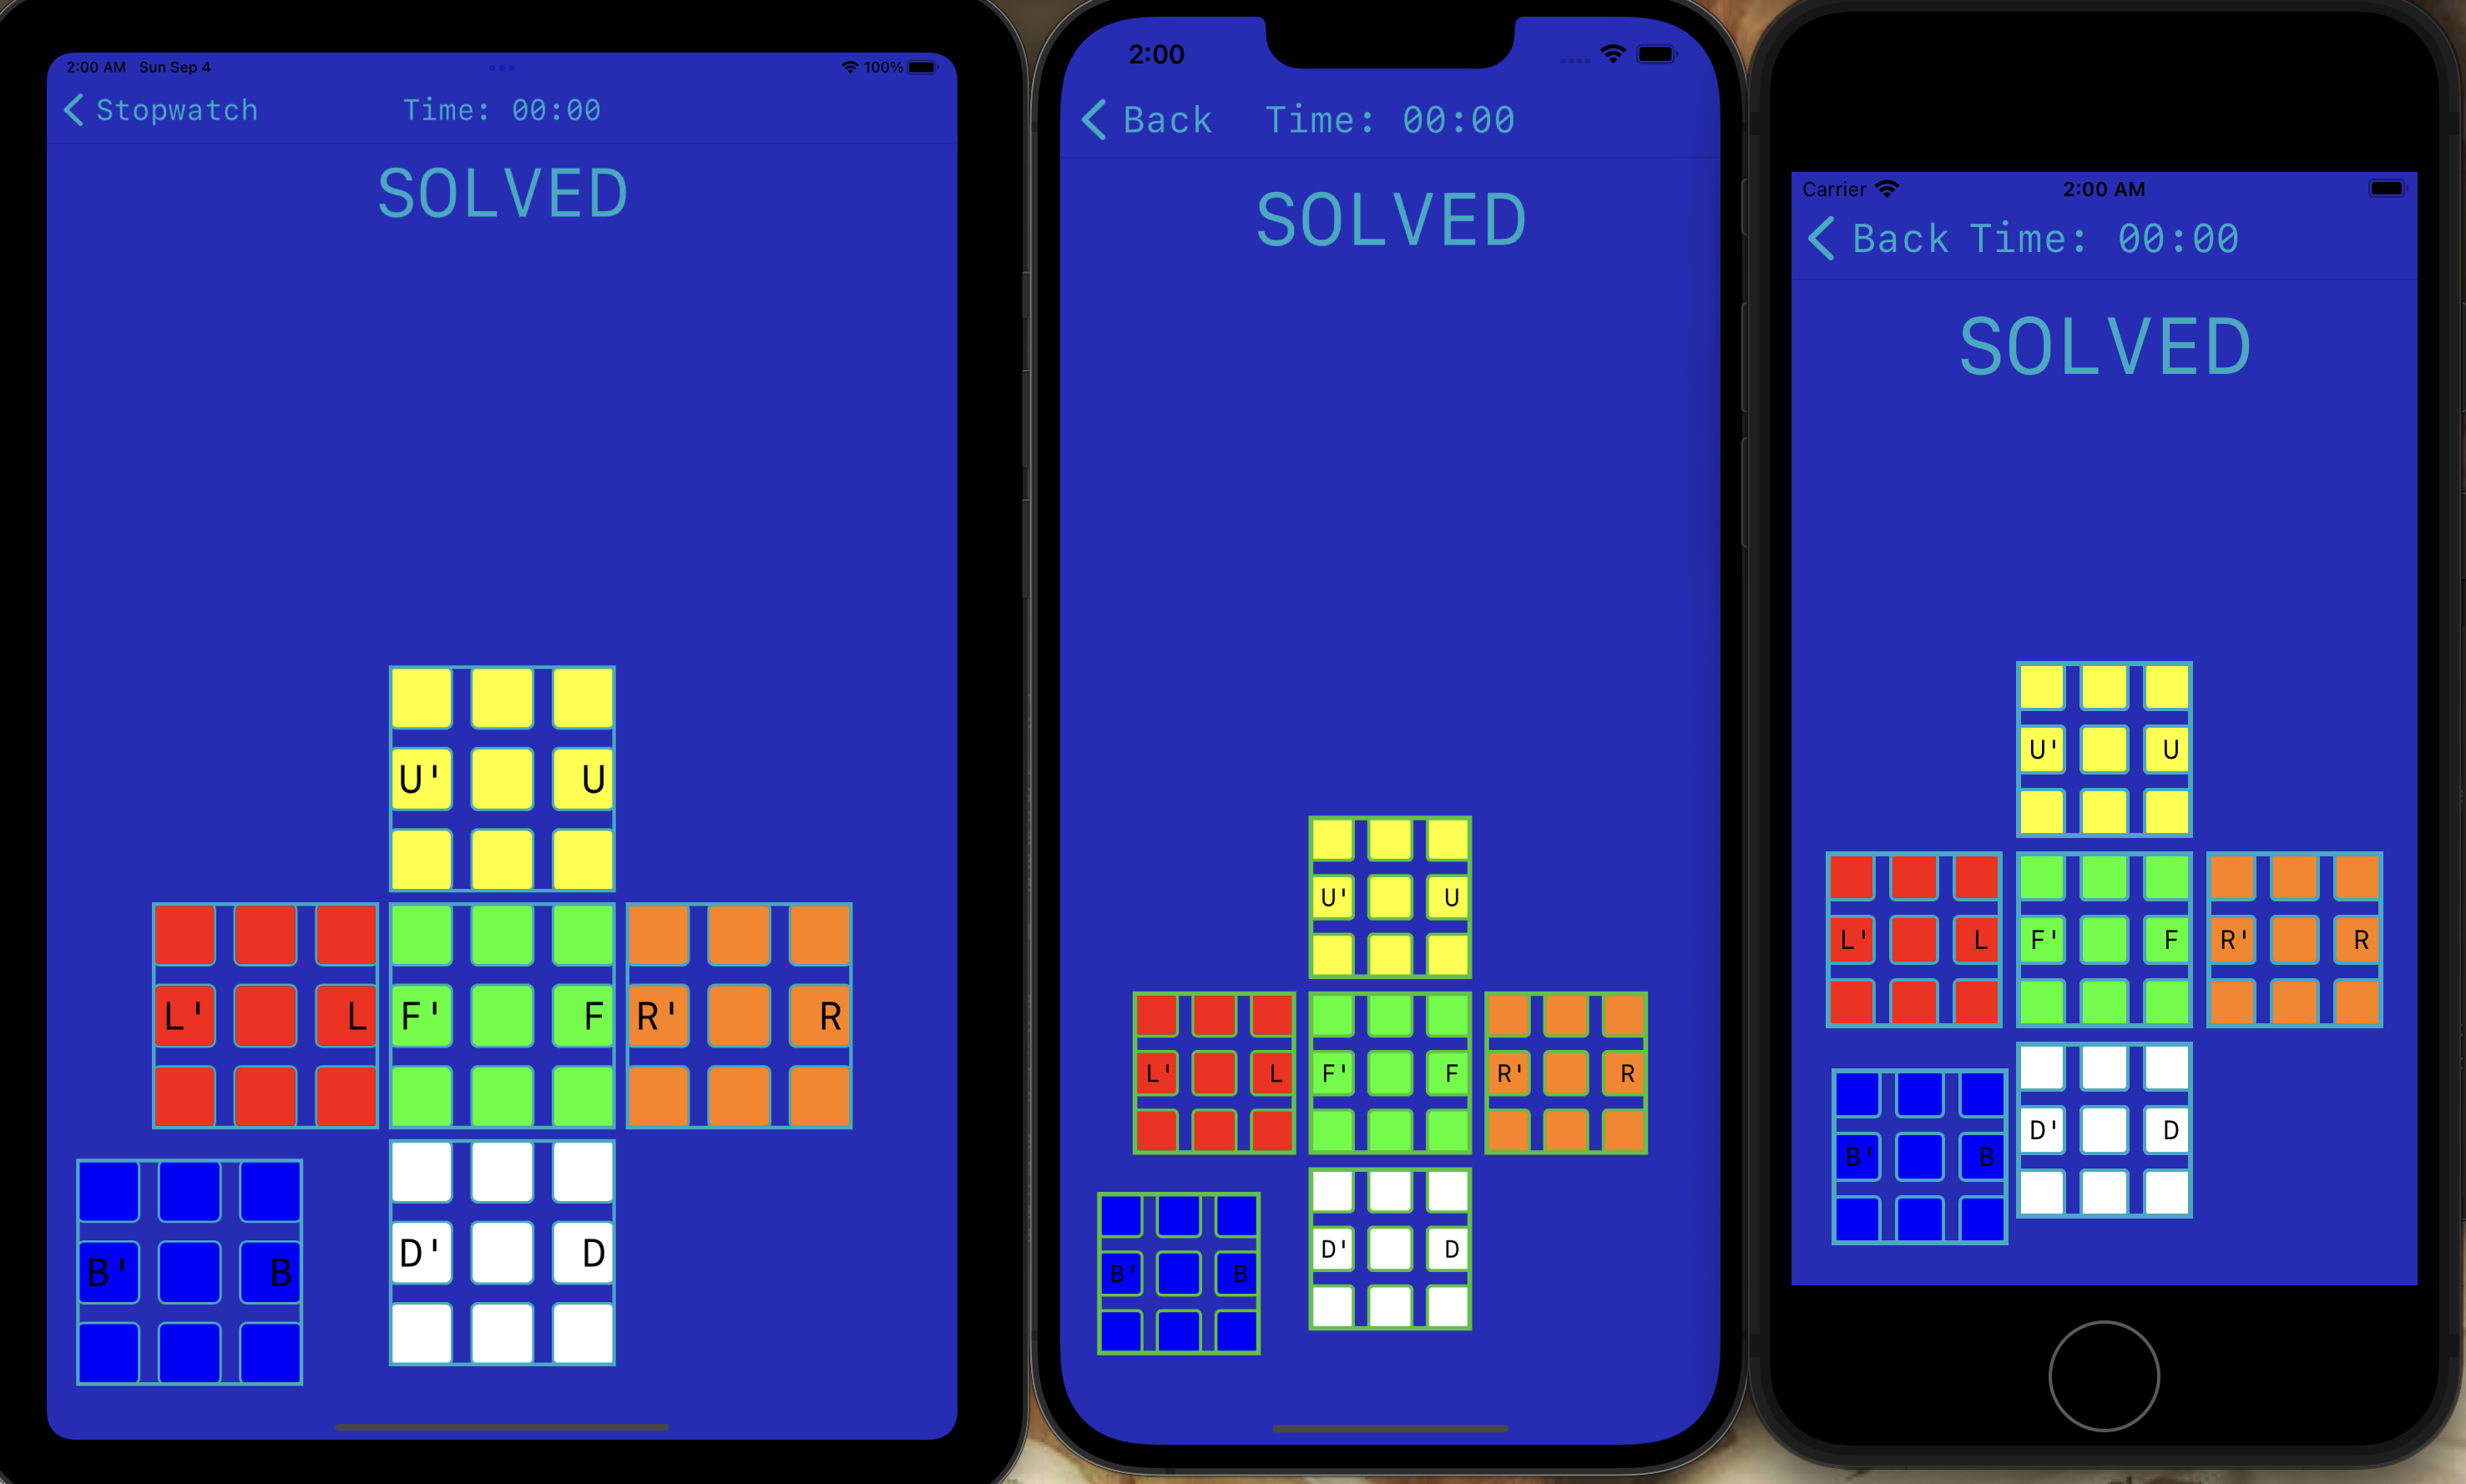 2:00 AM Sun Sep 4 100%
Stopwatch Time: 00:00
SOLVED
U' U
L' L F' F R' R
D' D
B' B
2:00
Back Time: 00:00
SOLVED
U' U
L' L F' F R' R
D' D
B' B
Carrier 2:00 AM
Back Time: 00:00
SOLVED
U' U
L' L F' F R' R
D' D
B' B